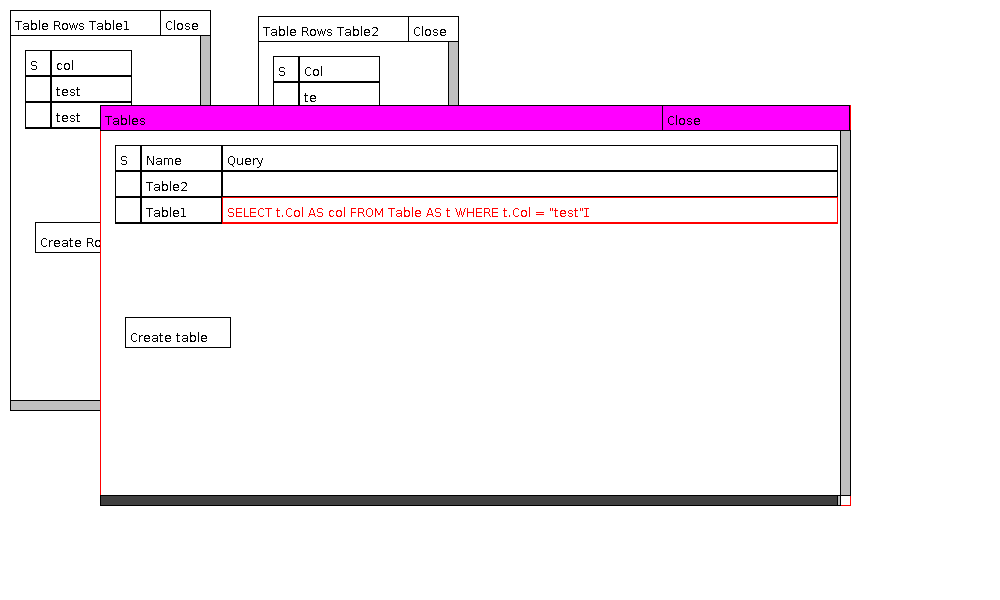 Table Rows Table1 Close
S col
test
test
Create Ro
Table Rows Table2 Close
S Col
te
Tables Close
S Name Query
Table2
Table1 SELECT t.Col AS col FROM Table AS t WHERE t.Col = "test"
Create table